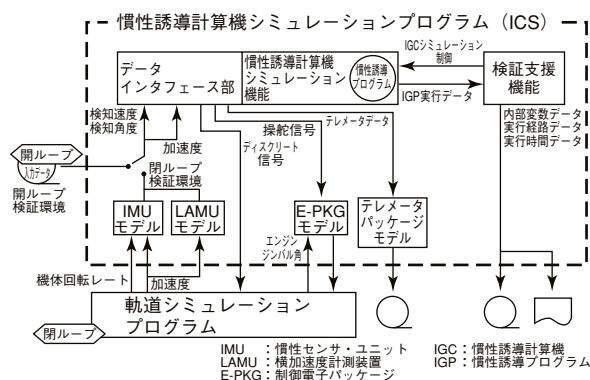 慣性誘導計算機シミュレーションプログラム（ICS）
データ
インタフェース部
慣性誘導計算機
シミュレーション
機能
慣性誘導
プログラム
IGCシミュレーション
制御
IGP実行データ
検証支援
機能
検知速度
検知角度
加速度
操舵信号
テレメータデータ
ディスクリート
信号
内部変数データ
実行経路データ
実行時間データ
開ループ
入力データ
開ループ
検証環境
閉ループ
検証環境
IMU
モデル
LAMU
モデル
E-PKG
モデル
テレメータ
パッケージ
モデル
エンジン
ジンバル角
機体回転レート
加速度
軌道シミュレーション
プログラム
閉ループ
IMU ：慣性センサ・ユニット
LAMU ：横加速度計測装置
E-PKG：制御電子パッケージ
IGC：慣性誘導計算機
IGP：慣性誘導プログラム